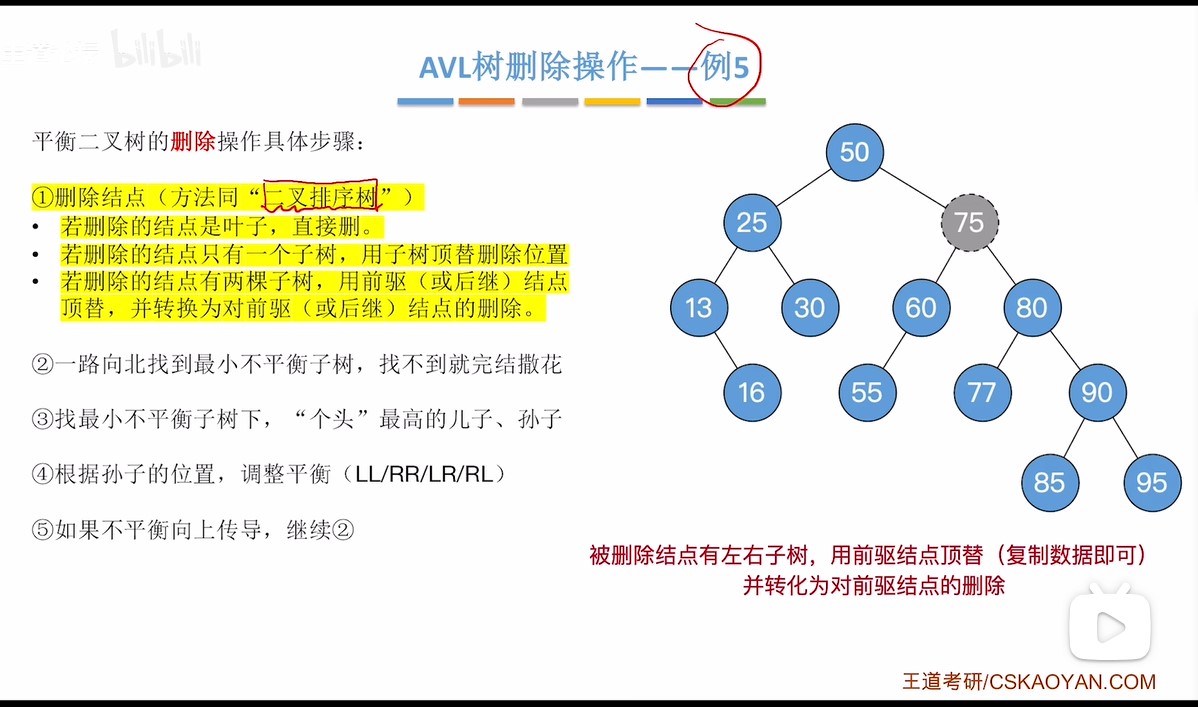 bilibili
AVL树删除操作——例5
平衡二叉树的删除操作具体步骤：
①删除结点（方法同“二叉排序树”）
• 若删除的结点是叶子，直接删。
• 若删除的结点只有一个子树，用子树顶替删除位置
• 若删除的结点有两棵子树，用前驱（或后继）结点
顶替，并转换为对前驱（或后继）结点的删除。
②一路向北找到最小不平衡子树，找不到就完结撒花
③找最小不平衡子树下，“个头”最高的儿子、孙子
④根据孙子的位置，调整平衡（LL/RR/LR/RL）
⑤如果不平衡向上传导，继续②
50
25
75
13
30
60
80
16
55
77
90
85
95
被删除结点有左右子树，用前驱结点顶替（复制数据即可）
并转化为对前驱结点的删除
王道考研/CSKAOYAN.COM